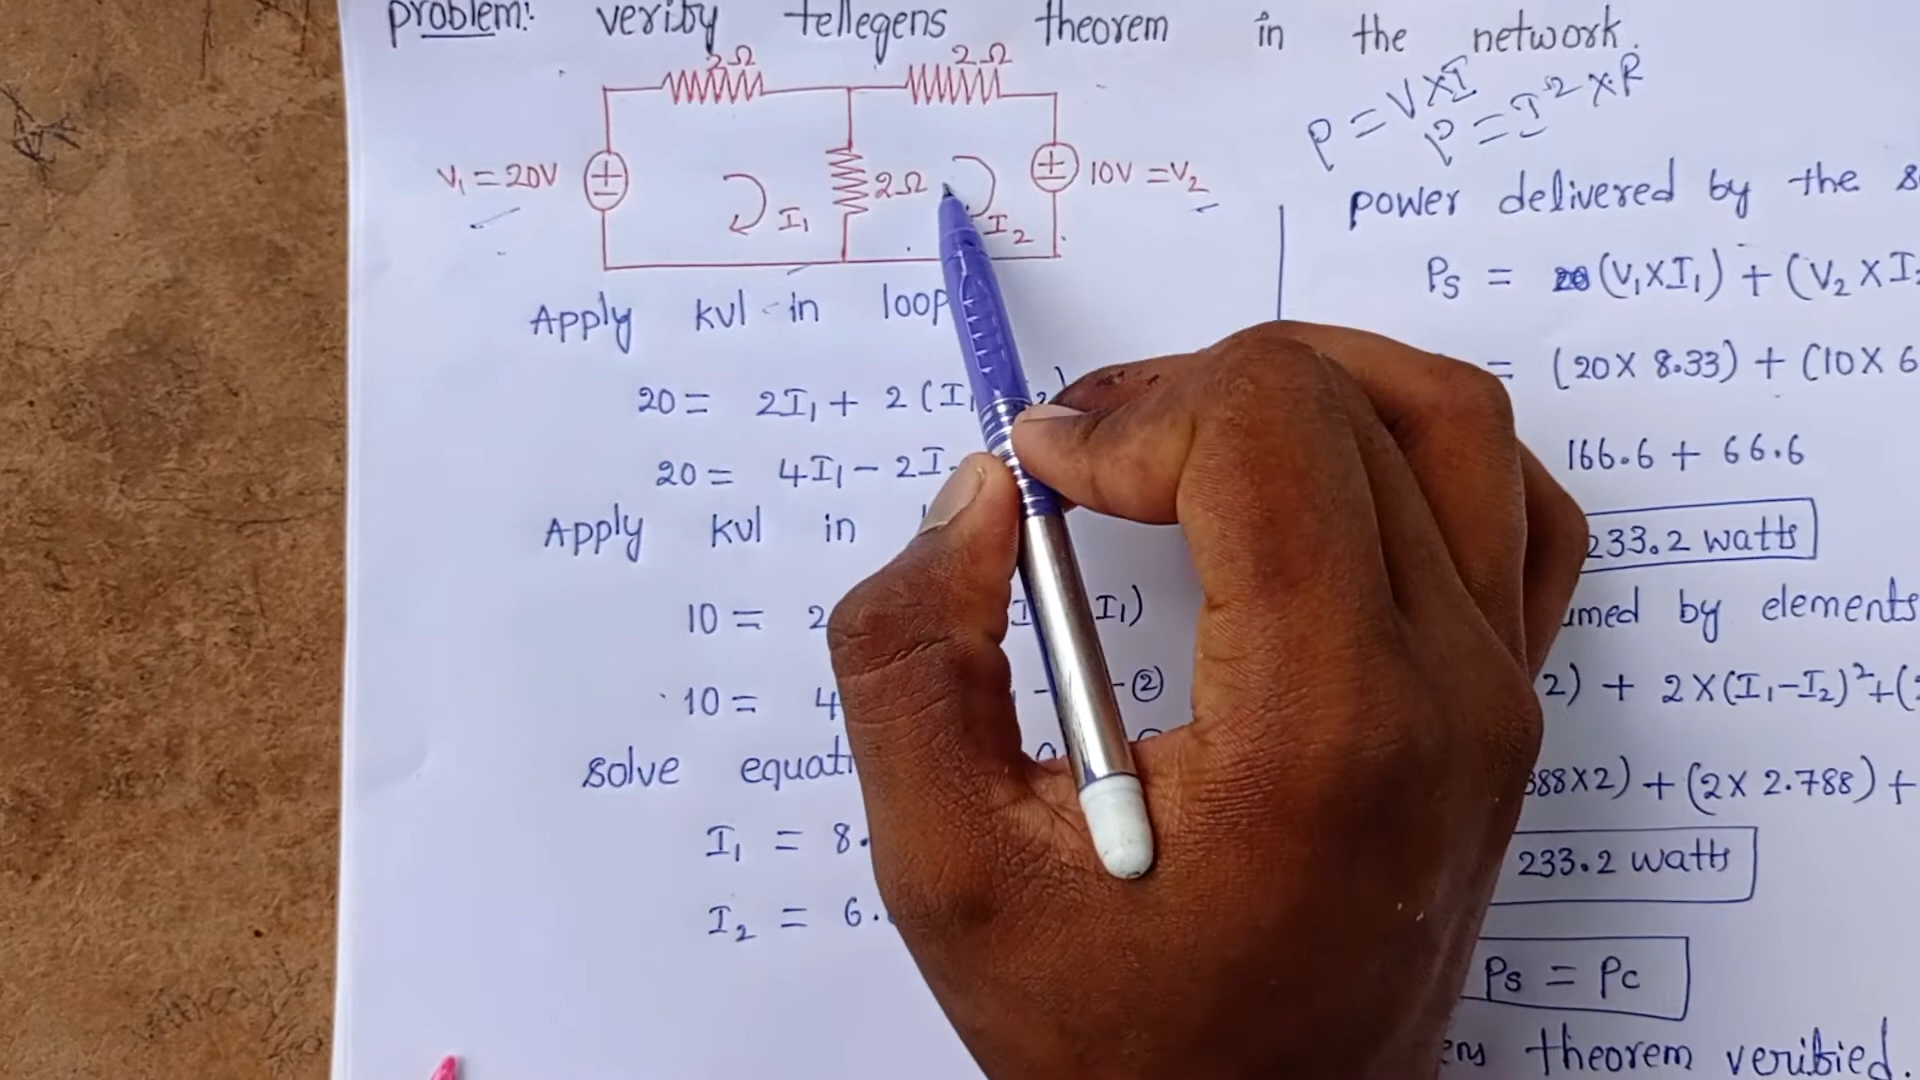 problem: verify tellegens theorem in the network.
2Ω 2Ω
V₁ = 20V 2Ω 10V = V₂
I₁ I₂
Apply kvl in loop
20 = 2I₁ + 2(I₁
20 = 4I₁ - 2I
Apply kvl in
10 = 2 I₁)
10 = 4 - ②
solve
I₁ = 8.
I₂ = 6.
P = V×I
P = I² × R
power delivered by the
Ps = (V₁×I₁) + (V₂ × I
= (20 × 8.33) + (10 × 6
166.6 + 66.6
233.2 watts
by elements
2) + 2×(I₁-I₂)² + (
88×2) + (2 × 2.788) +
233.2 watts
Ps = Pc
theorem verified.